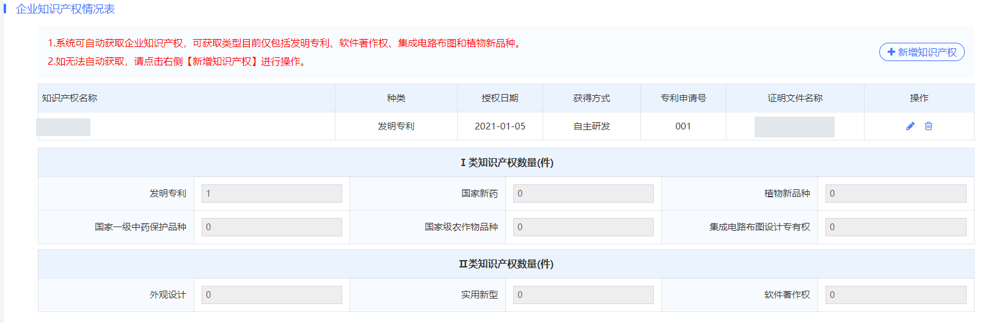 企业知识产权情况表
1.系统可自动获取企业知识产权，可获取类型目前仅包括发明专利、软件著作权、集成电路布图和植物新品种。
2.如无法自动获取，请点击右侧【新增知识产权】进行操作。
新增知识产权
知识产权名称 种类 授权日期 获得方式 专利申请号 证明文件名称 操作
发明专利 2021-01-05 自主研发 001
Ⅰ类知识产权数量(件)
发明专利 1 国家新药 0 植物新品种 0
国家一级中药保护品种 0 国家级农作物品种 0 集成电路布图设计专有权 0
Ⅱ类知识产权数量(件)
外观设计 0 实用新型 0 软件著作权 0